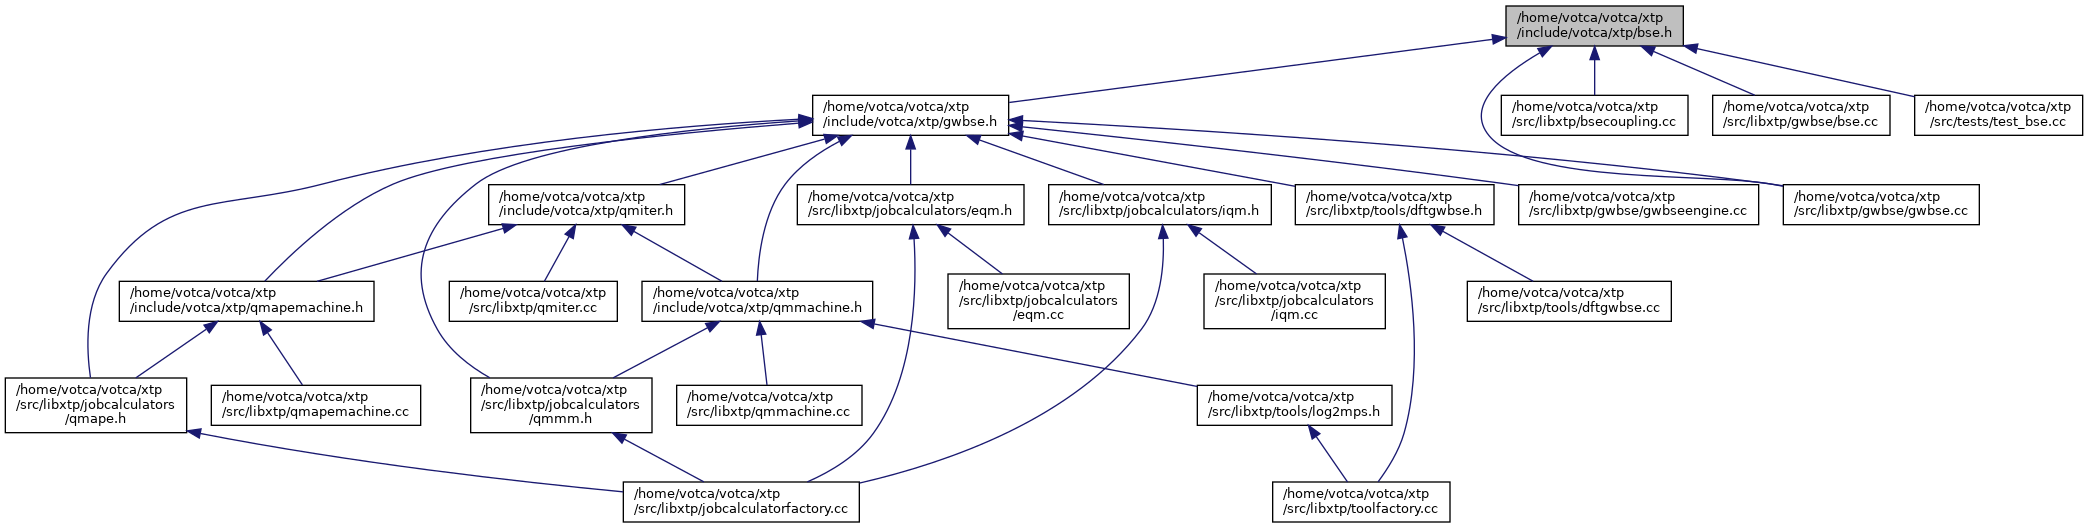 /home/votca/votca/xtp
/include/votca/xtp/bse.h
/home/votca/votca/xtp
/include/votca/xtp/gwbse.h
/home/votca/votca/xtp
/src/libxtp/bsecoupling.cc
/home/votca/votca/xtp
/src/libxtp/gwbse/bse.cc
/home/votca/votca/xtp
/src/tests/test_bse.cc
/home/votca/votca/xtp
/include/votca/xtp/qmiter.h
/home/votca/votca/xtp
/src/libxtp/jobcalculators/eqm.h
/home/votca/votca/xtp
/src/libxtp/jobcalculators/iqm.h
/home/votca/votca/xtp
/src/libxtp/tools/dftgwbse.h
/home/votca/votca/xtp
/src/libxtp/gwbse/gwbseengine.cc
/home/votca/votca/xtp
/src/libxtp/gwbse/gwbse.cc
/home/votca/votca/xtp
/include/votca/xtp/qmapemachine.h
/home/votca/votca/xtp
/src/libxtp/qmiter.cc
/home/votca/votca/xtp
/include/votca/xtp/qmmachine.h
/home/votca/votca/xtp
/src/libxtp/jobcalculators
/eqm.cc
/home/votca/votca/xtp
/src/libxtp/jobcalculators
/iqm.cc
/home/votca/votca/xtp
/src/libxtp/tools/dftgwbse.cc
/home/votca/votca/xtp
/src/libxtp/jobcalculators
/qmape.h
/home/votca/votca/xtp
/src/libxtp/qmapemachine.cc
/home/votca/votca/xtp
/src/libxtp/jobcalculators
/qmmm.h
/home/votca/votca/xtp
/src/libxtp/qmmachine.cc
/home/votca/votca/xtp
/src/libxtp/tools/log2mps.h
/home/votca/votca/xtp
/src/libxtp/jobcalculatorfactory.cc
/home/votca/votca/xtp
/src/libxtp/toolfactory.cc